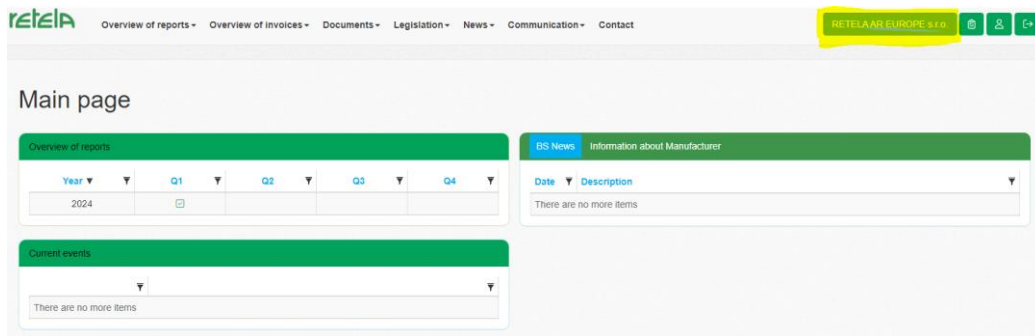 retela
Overview of reports Overview of invoices Documents Legislation News Communication Contact
RETELA AR EUROPE s.r.o.
Main page
Overview of reports
Year Q1 Q2 Q3 Q4
2024
BS News Information about Manufacturer
Date Description
There are no more items
Current events
There are no more items